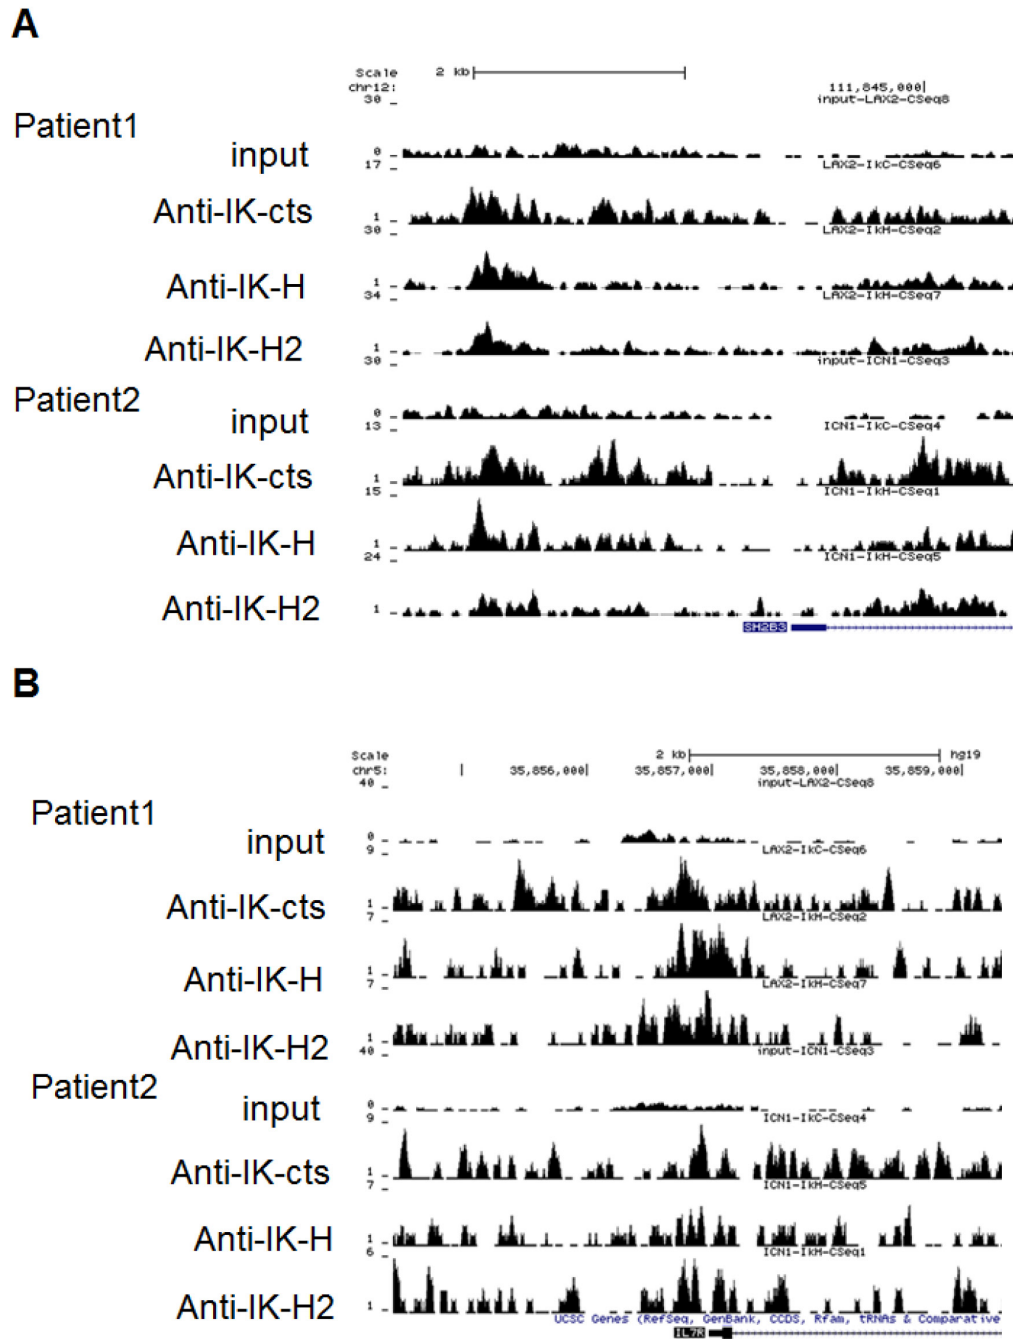 A
Scale 2 kb
chr12: 111,845,000|
30 _ input-LAX2-CSeq8
Patient1
input 0 _
17 _ LAX2-IkC-CSeq6
Anti-IK-cts 1 _
30 _ LAX2-IkH-CSeq2
Anti-IK-H 1 _
34 _ LAX2-IkH-CSeq7
Anti-IK-H2 1 _
30 _ input-ICN1-CSeq3
Patient2
input 0 _
13 _ ICN1-IkC-CSeq4
Anti-IK-cts 1 _
15 _ ICN1-IkH-CSeq1
Anti-IK-H 1 _
24 _ ICN1-IkH-CSeq5
Anti-IK-H2 1 _
SH2B3
B
Scale 2 kb hg19
chr5: | 35,856,000| 35,857,000| 35,858,000| 35,859,000|
40 _ input-LAX2-CSeq8
Patient1
input 0 _
9 _ LAX2-IkC-CSeq6
Anti-IK-cts 1 _
7 _ LAX2-IkH-CSeq2
Anti-IK-H 1 _
7 _ LAX2-IkH-CSeq7
Anti-IK-H2 1 _
40 _ input-ICN1-CSeq3
Patient2
input 0 _
9 _ ICN1-IkC-CSeq4
Anti-IK-cts 1 _
7 _ ICN1-IkH-CSeq5
Anti-IK-H 1 _
6 _ ICN1-IkH-CSeq1
Anti-IK-H2 1 _
UCSC Genes (RefSeq, GenBank, CCDS, Rfam, tRNAs & Comparative
IL7R